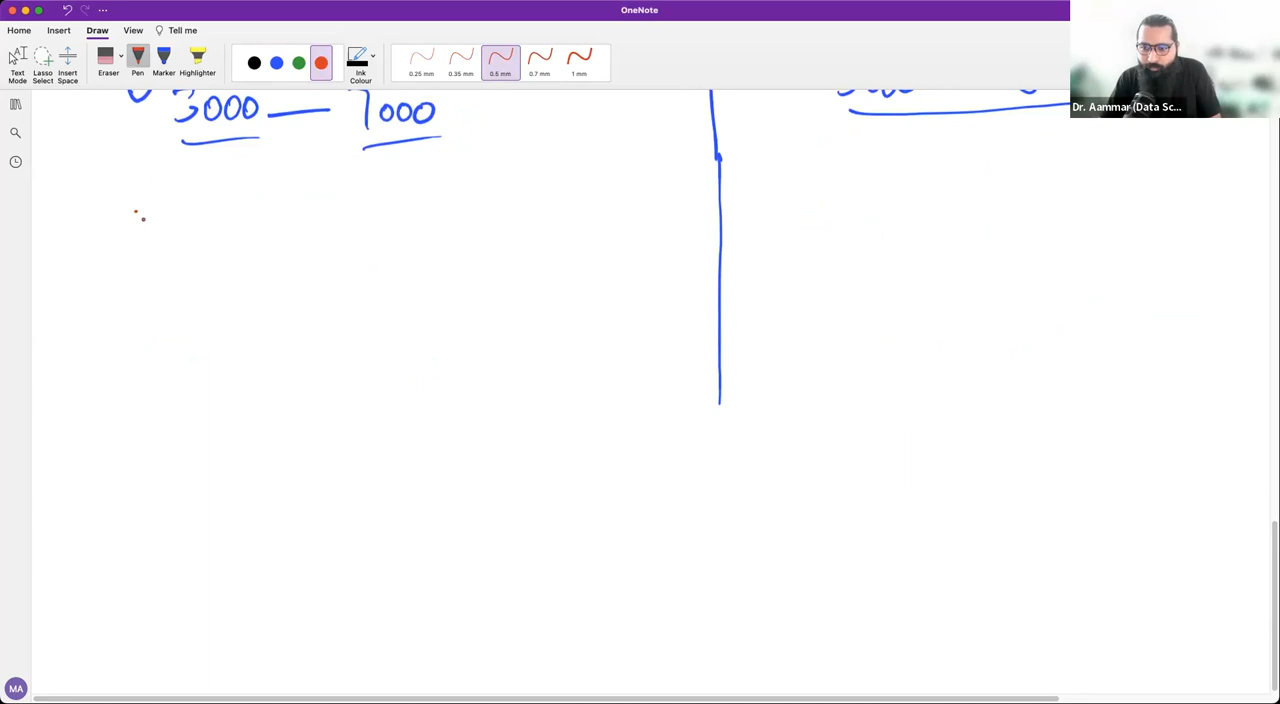 OneNote
Home Insert Draw View Tell me
Text Mode
Lasso Select
Insert Space
Eraser
Pen
Marker
Highlighter
Ink Colour
0.25 mm
0.35 mm
0.5 mm
0.7 mm
1 mm
Dr. Aammar (Data Sc...
3000 — 7000
MA